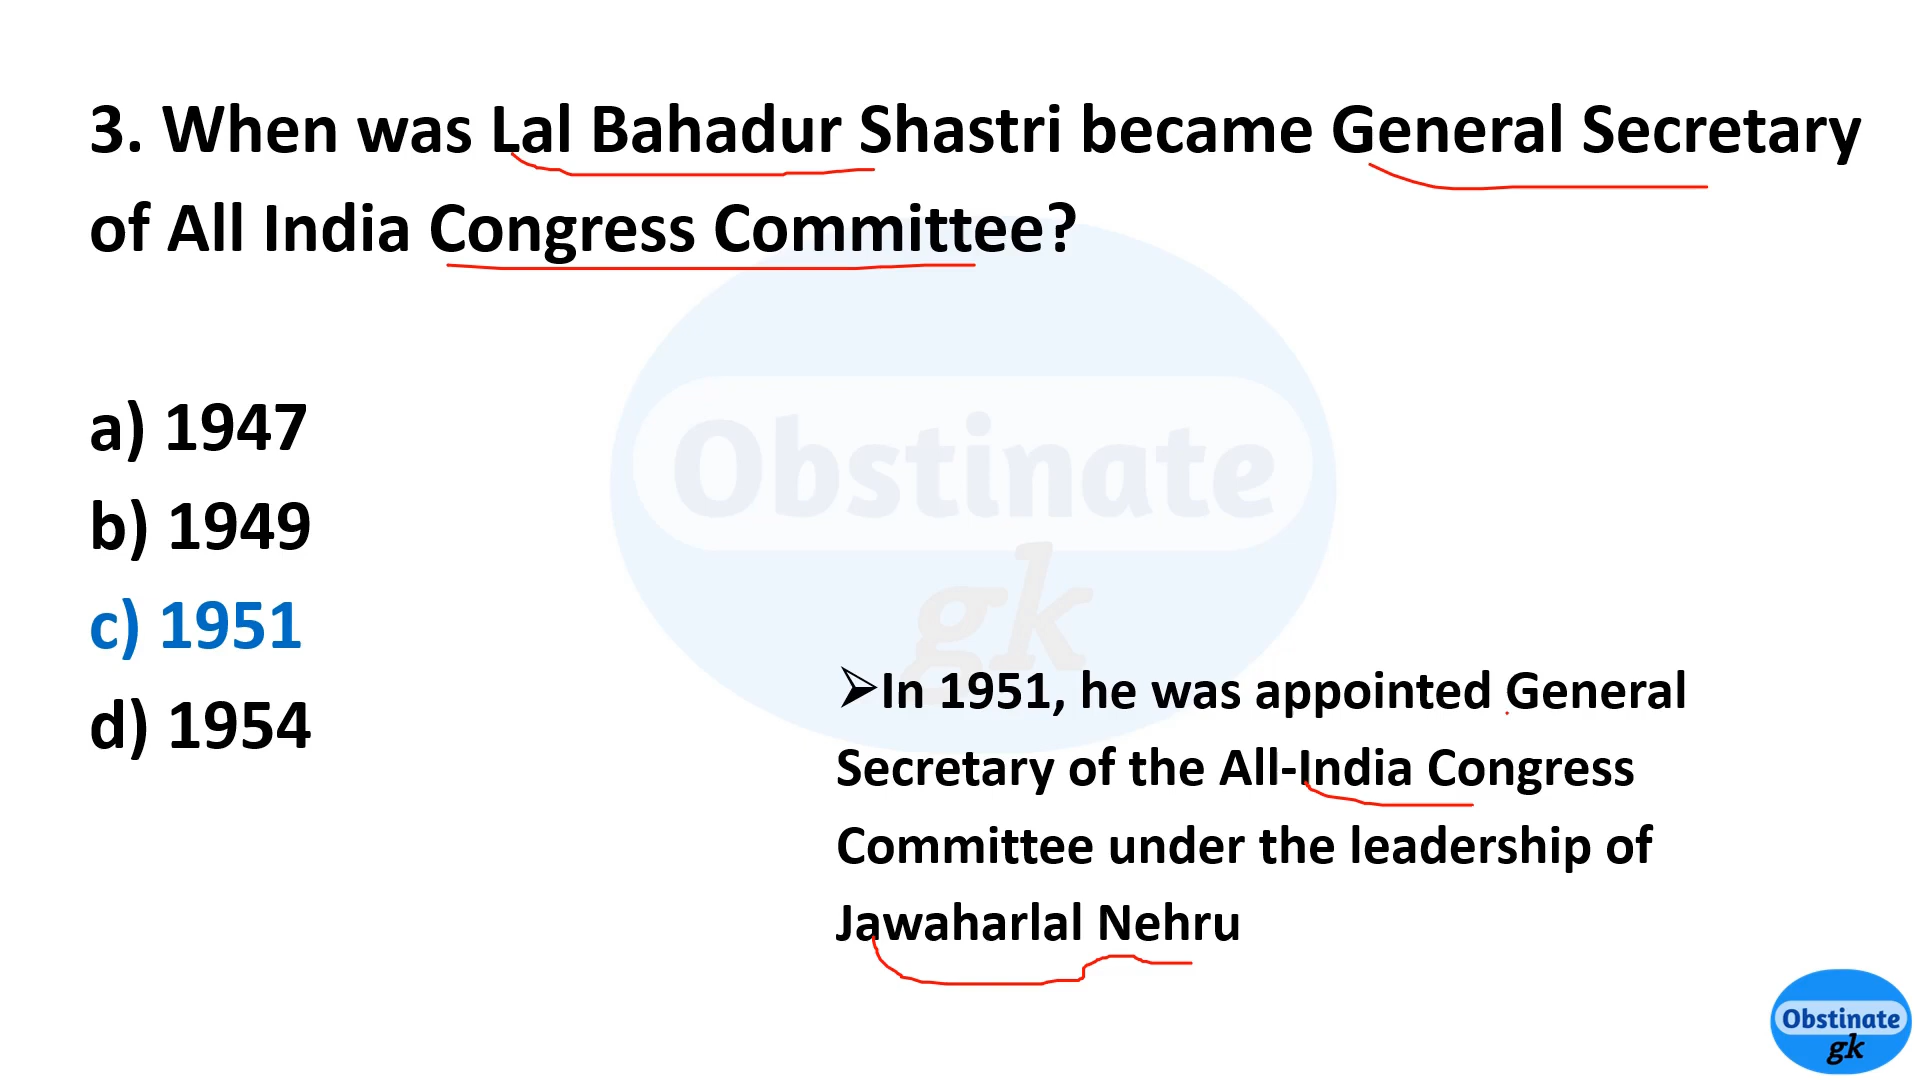 3. When was Lal Bahadur Shastri became General Secretary
of All India Congress Committee?
a) 1947
b) 1949
c) 1951
d) 1954
Obstinate
gk
➢In 1951, he was appointed General
Secretary of the All-India Congress
Committee under the leadership of
Jawaharlal Nehru
Obstinate
gk